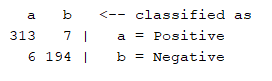 a b <-- classified as
313 7 | a = Positive
6 194 | b = Negative